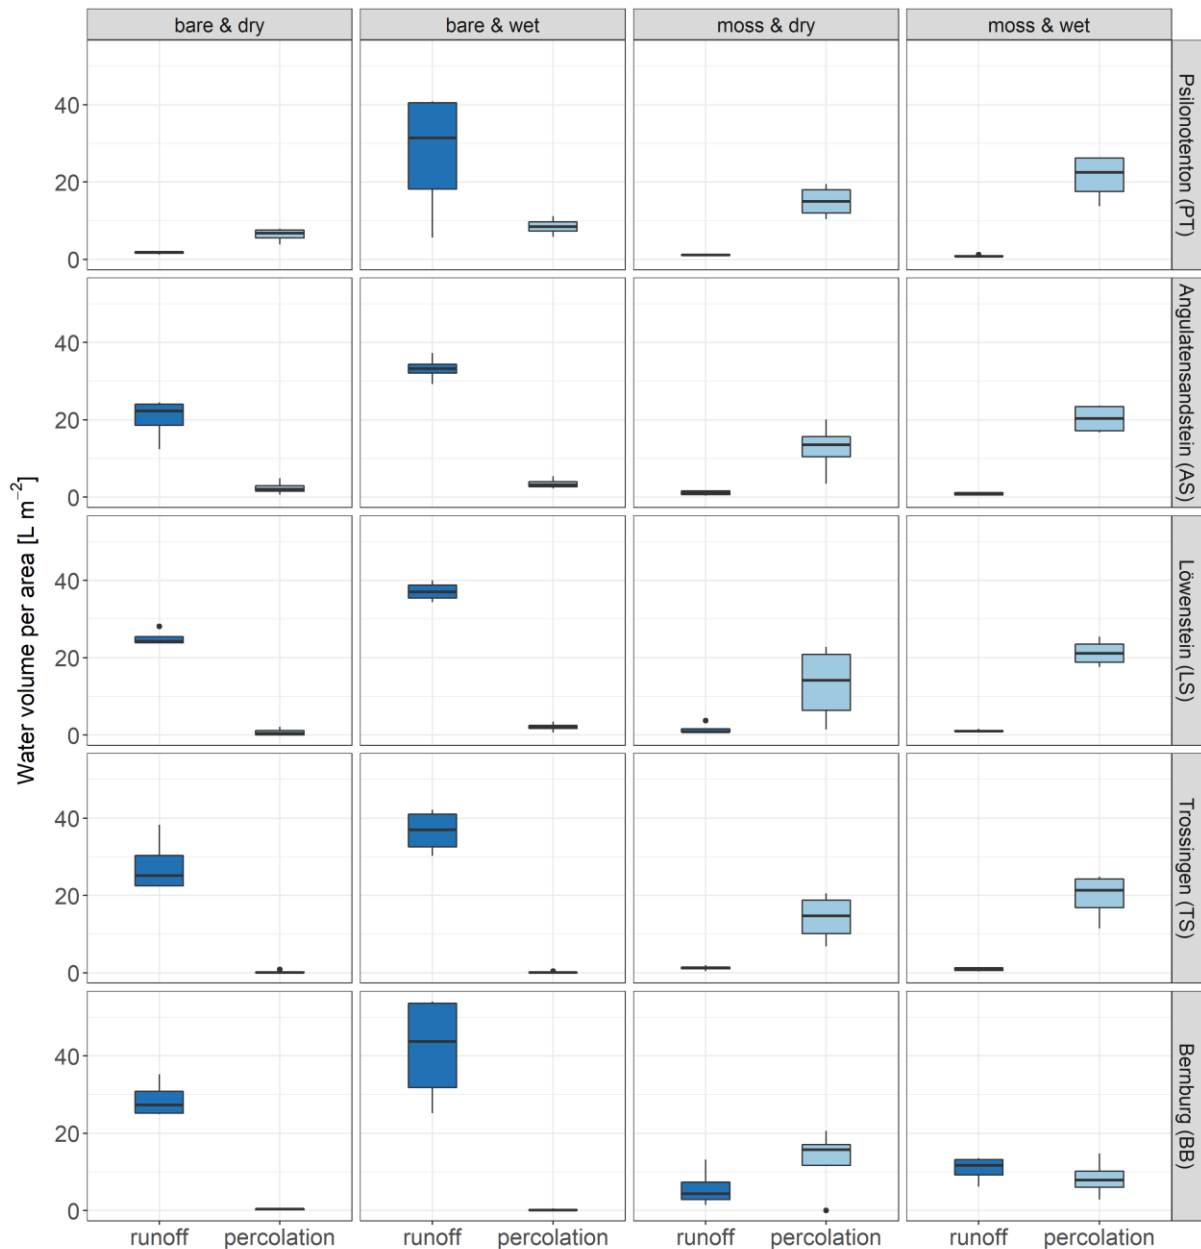 bare & dry
bare & wet
moss & dry
moss & wet
Water volume per area [L m⁻²]
40
20
0
Psilonotenton (PT)
40
20
0
Angulatensandstein (AS)
40
20
0
Löwenstein (LS)
40
20
0
Trossingen (TS)
40
20
0
Bernburg (BB)
runoff percolation
runoff percolation
runoff percolation
runoff percolation